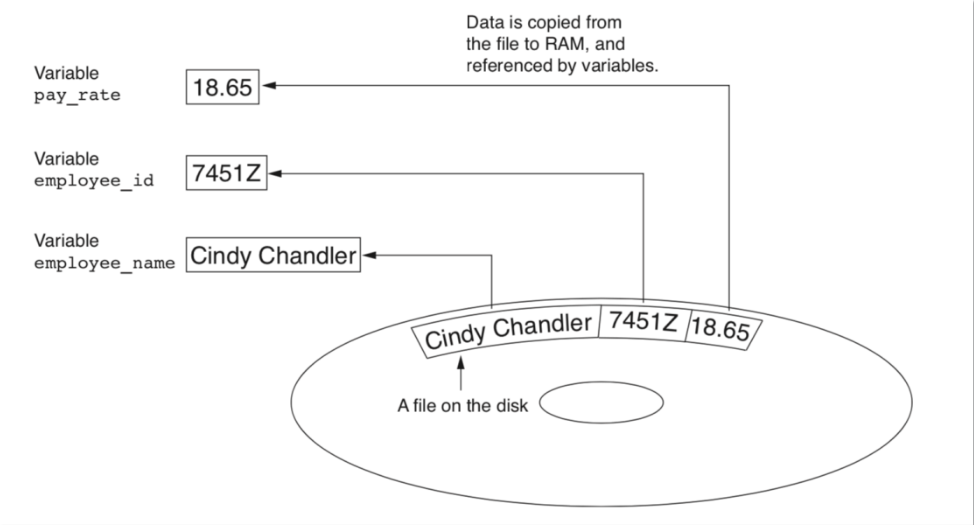 Data is copied from
the file to RAM, and
referenced by variables.
Variable
pay_rate
18.65
Variable
employee_id
7451Z
Variable
employee_name
Cindy Chandler
Cindy Chandler 7451Z 18.65
A file on the disk